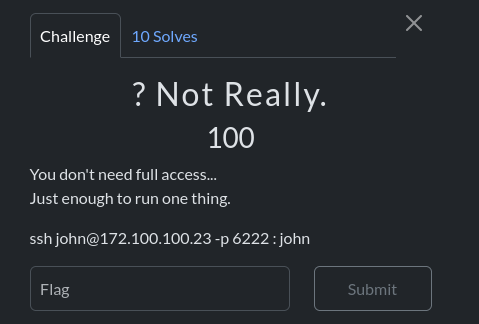 Challenge
10 Solves
? Not Really.
100
You don't need full access...
Just enough to run one thing.
ssh john@172.100.100.23 -p 6222 : john
Flag
Submit